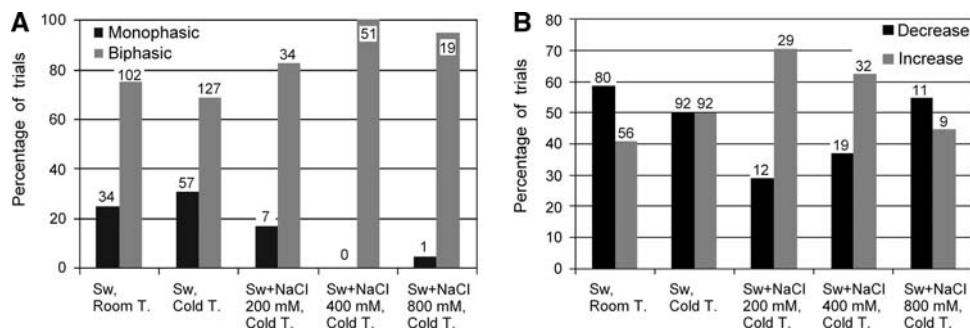 A
Percentage of trials
100
80
60
40
20
0
Monophasic
Biphasic
34
102
57
127
7
34
0
51
1
19
Sw, Room T.
Sw, Cold T.
Sw+NaCl 200 mM, Cold T.
Sw+NaCl 400 mM, Cold T.
Sw+NaCl 800 mM, Cold T.
B
Percentage of trials
80
70
60
50
40
30
20
10
0
Decrease
Increase
80
56
92
92
12
29
19
32
11
9
Sw, Room T.
Sw, Cold T.
Sw+NaCl 200 mM, Cold T.
Sw+NaCl 400 mM, Cold T.
Sw+NaCl 800 mM, Cold T.